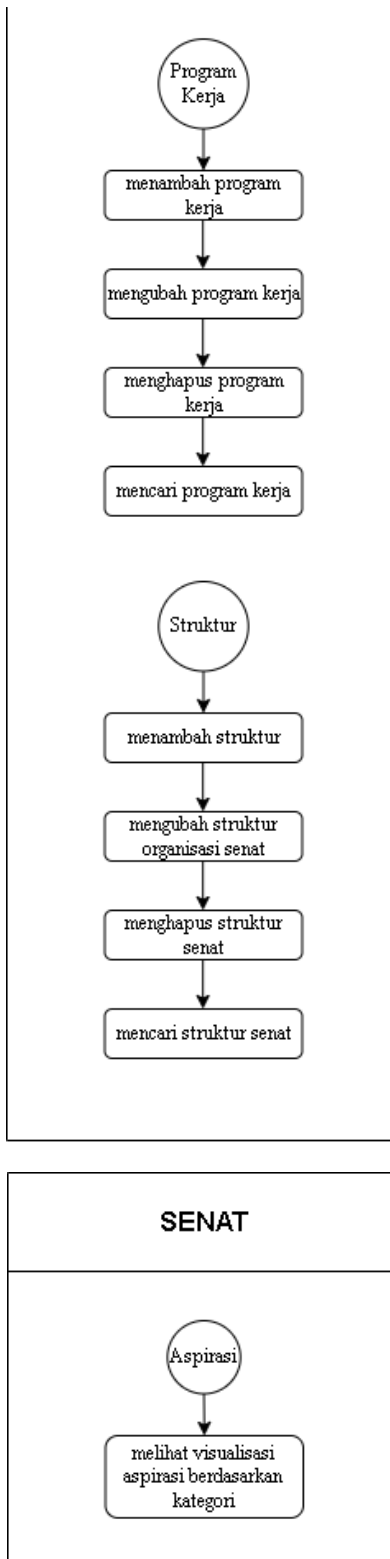 Program
Kerja
menambah program
kerja
mengubah program kerja
menghapus program
kerja
mencari program kerja
Struktur
menambah struktur
mengubah struktur
organisasi senat
menghapus struktur
senat
mencari struktur senat
SENAT
Aspirasi
melihat visualisasi
aspirasi berdasarkan
kategori